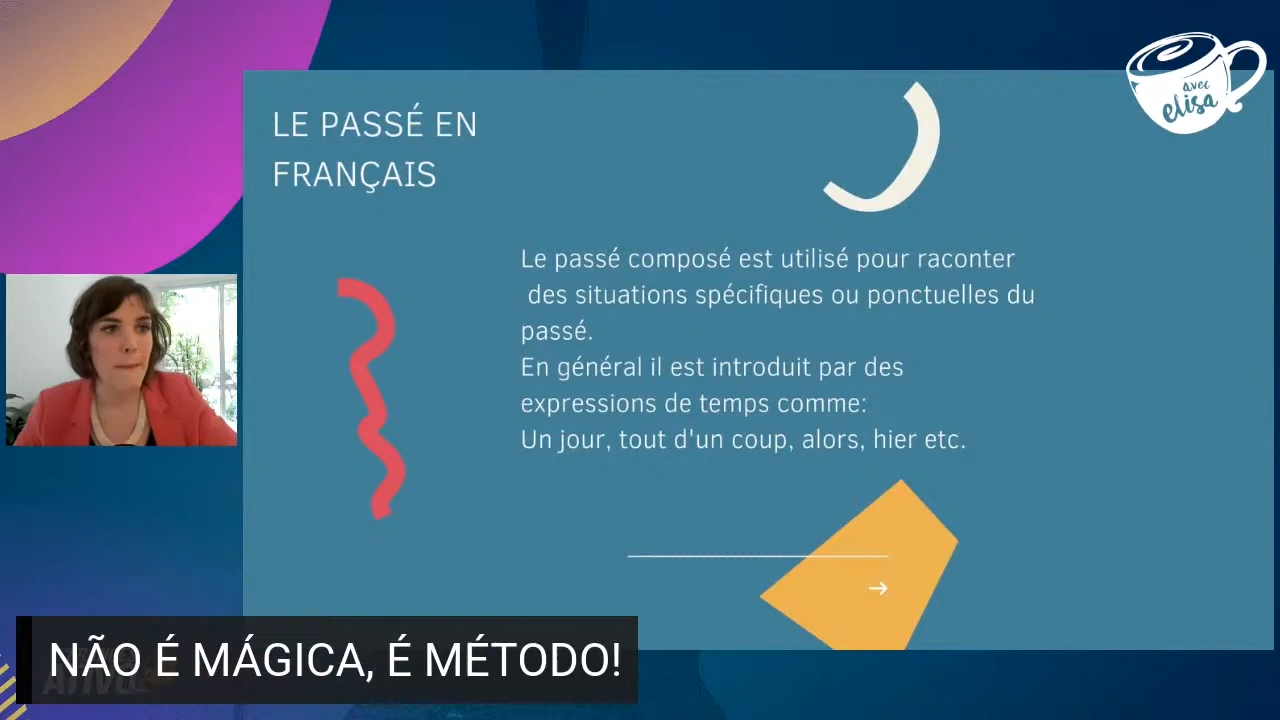 avec
elisa
LE PASSÉ EN
FRANÇAIS
Le passé composé est utilisé pour raconter
des situations spécifiques ou ponctuelles du
passé.
En général il est introduit par des
expressions de temps comme:
Un jour, tout d'un coup, alors, hier etc.
NÃO É MÁGICA, É MÉTODO!